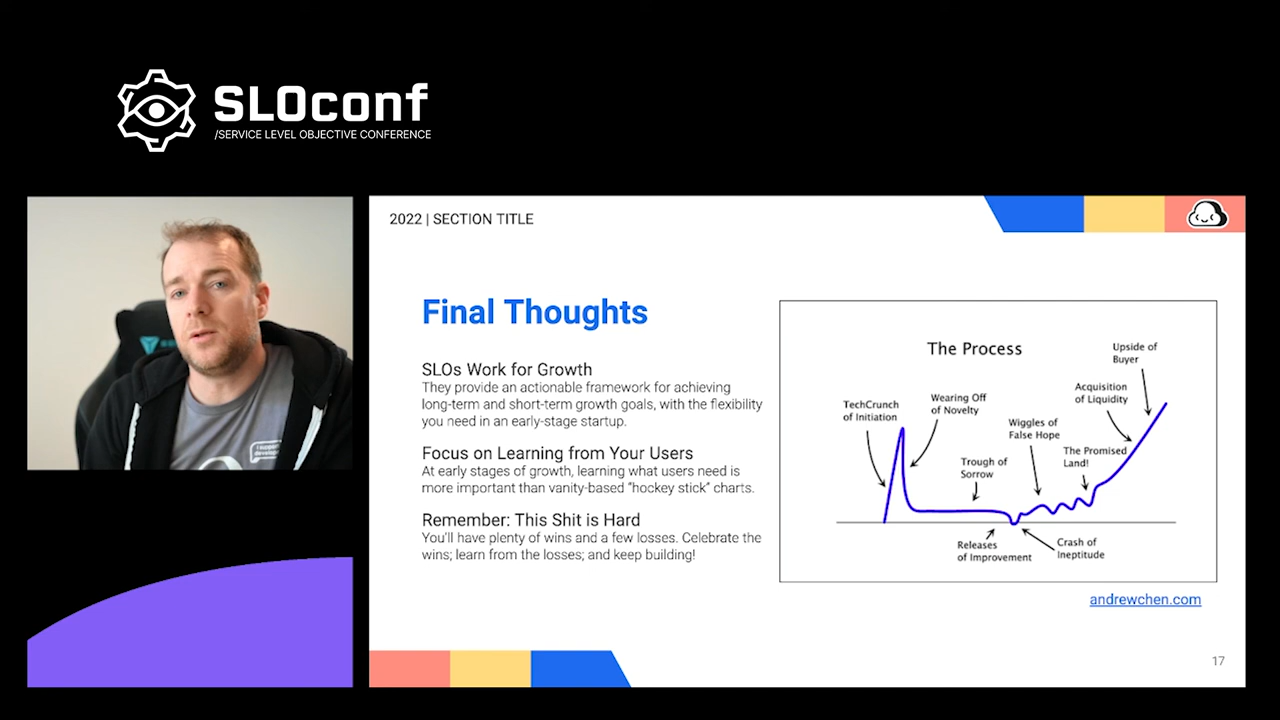 SLOconf
/SERVICE LEVEL OBJECTIVE CONFERENCE
2022 | SECTION TITLE
Final Thoughts
SLOs Work for Growth
They provide an actionable framework for achieving
long-term and short-term growth goals, with the flexibility
you need in an early-stage startup.
Focus on Learning from Your Users
At early stages of growth, learning what users need is
more important than vanity-based “hockey stick” charts.
Remember: This Shit is Hard
You’ll have plenty of wins and a few losses. Celebrate the
wins; learn from the losses; and keep building!
The Process
TechCrunch
of Initiation
Wearing Off
of Novelty
Trough of
Sorrow
Releases
of Improvement
Crash of
Ineptitude
Wiggles of
False Hope
The Promised
Land!
Acquisition
of Liquidity
Upside of
Buyer
andrewchen.com
17
I support